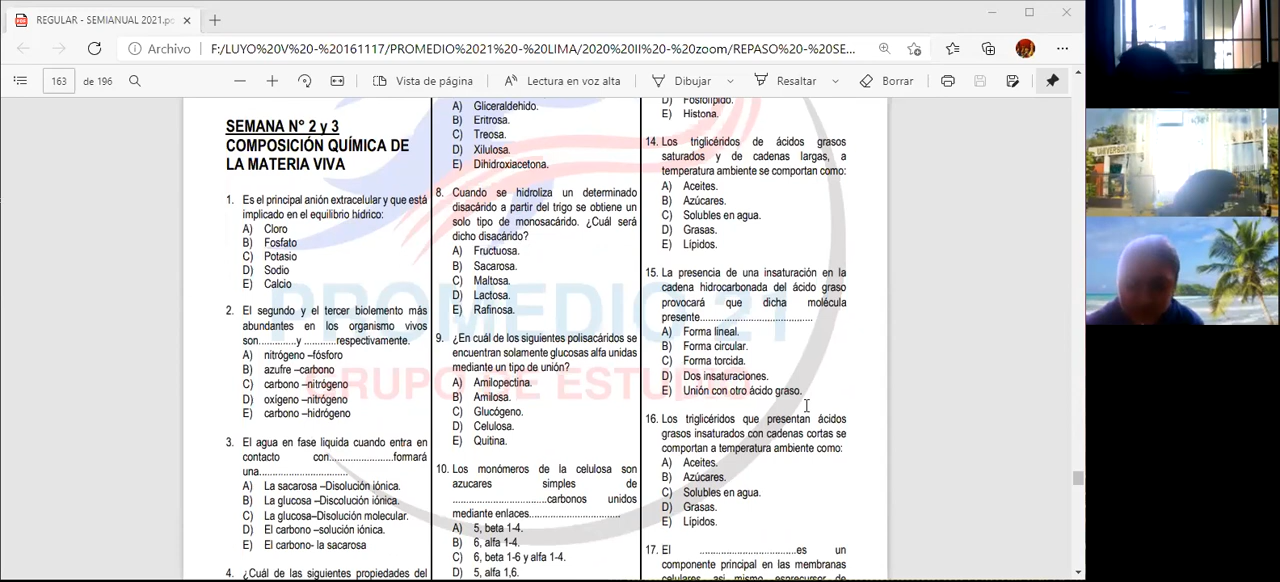 REGULAR - SEMIANUAL 2021.pd
Archivo
F:/LUYO%20V%20-%20161117/PROMEDIO%2021%20-%20LIMA/2020%20II%20-%20zoom/REPASO%20-%20SE...
163
de 196
Vista de página
Lectura en voz alta
Dibujar
Resaltar
Borrar
SEMANA N° 2 y 3
COMPOSICIÓN QUÍMICA DE
LA MATERIA VIVA
1. Es el principal anión extracelular y que está
implicado en el equilibrio hídrico:
A) Cloro
B) Fosfato
C) Potasio
D) Sodio
E) Calcio
2. El segundo y el tercer biolemento más
abundantes en los organismo vivos
son.............y ...........respectivamente.
A) nitrógeno –fósforo
B) azufre –carbono
C) carbono –nitrógeno
D) oxígeno –nitrógeno
E) carbono –hidrógeno
3. El agua en fase liquida cuando entra en
contacto con......................formará
una..............................
A) La sacarosa –Disolución iónica.
B) La glucosa –Discolución iónica.
C) La glucosa–Disolución molecular.
D) El carbono –solución iónica.
E) El carbono- la sacarosa
4. ¿Cuál de las siguientes propiedades del
A) Gliceraldehido.
B) Eritrosa.
C) Treosa.
D) Xilulosa.
E) Dihidroxiacetona.
8. Cuando se hidroliza un determinado
disacárido a partir del trigo se obtiene un
solo tipo de monosacárido. ¿Cuál será
dicho disacárido?
A) Fructuosa.
B) Sacarosa.
C) Maltosa.
D) Lactosa.
E) Rafinosa.
9. ¿En cuál de los siguientes polisacáridos se
encuentran solamente glucosas alfa unidas
mediante un tipo de unión?
A) Amilopectina.
B) Amilosa.
C) Glucógeno.
D) Celulosa.
E) Quitina.
10. Los monómeros de la celulosa son
azucares simples de
................................carbonos unidos
mediante enlaces...............................
A) 5, beta 1-4.
B) 6, alfa 1-4.
C) 6, beta 1-6 y alfa 1-4.
D) 5, alfa 1,6.
D) Fosfolípido.
E) Histona.
14. Los triglicéridos de ácidos grasos
saturados y de cadenas largas, a
temperatura ambiente se comportan como:
A) Aceites.
B) Azúcares.
C) Solubles en agua.
D) Grasas.
E) Lípidos.
15. La presencia de una insaturación en la
cadena hidrocarbonada del ácido graso
provocará que dicha molécula
presente.......................................
A) Forma lineal.
B) Forma circular.
C) Forma torcida.
D) Dos insaturaciones.
E) Unión con otro ácido graso.
16. Los triglicéridos que presentan ácidos
grasos insaturados con cadenas cortas se
comportan a temperatura ambiente como:
A) Aceites.
B) Azúcares.
C) Solubles en agua.
D) Grasas.
E) Lípidos.
17. El .................................es un
componente principal en las membranas
celulares asi mismo esprecursor de
PROMEDIO 21
GRUPO DE ESTUDIO